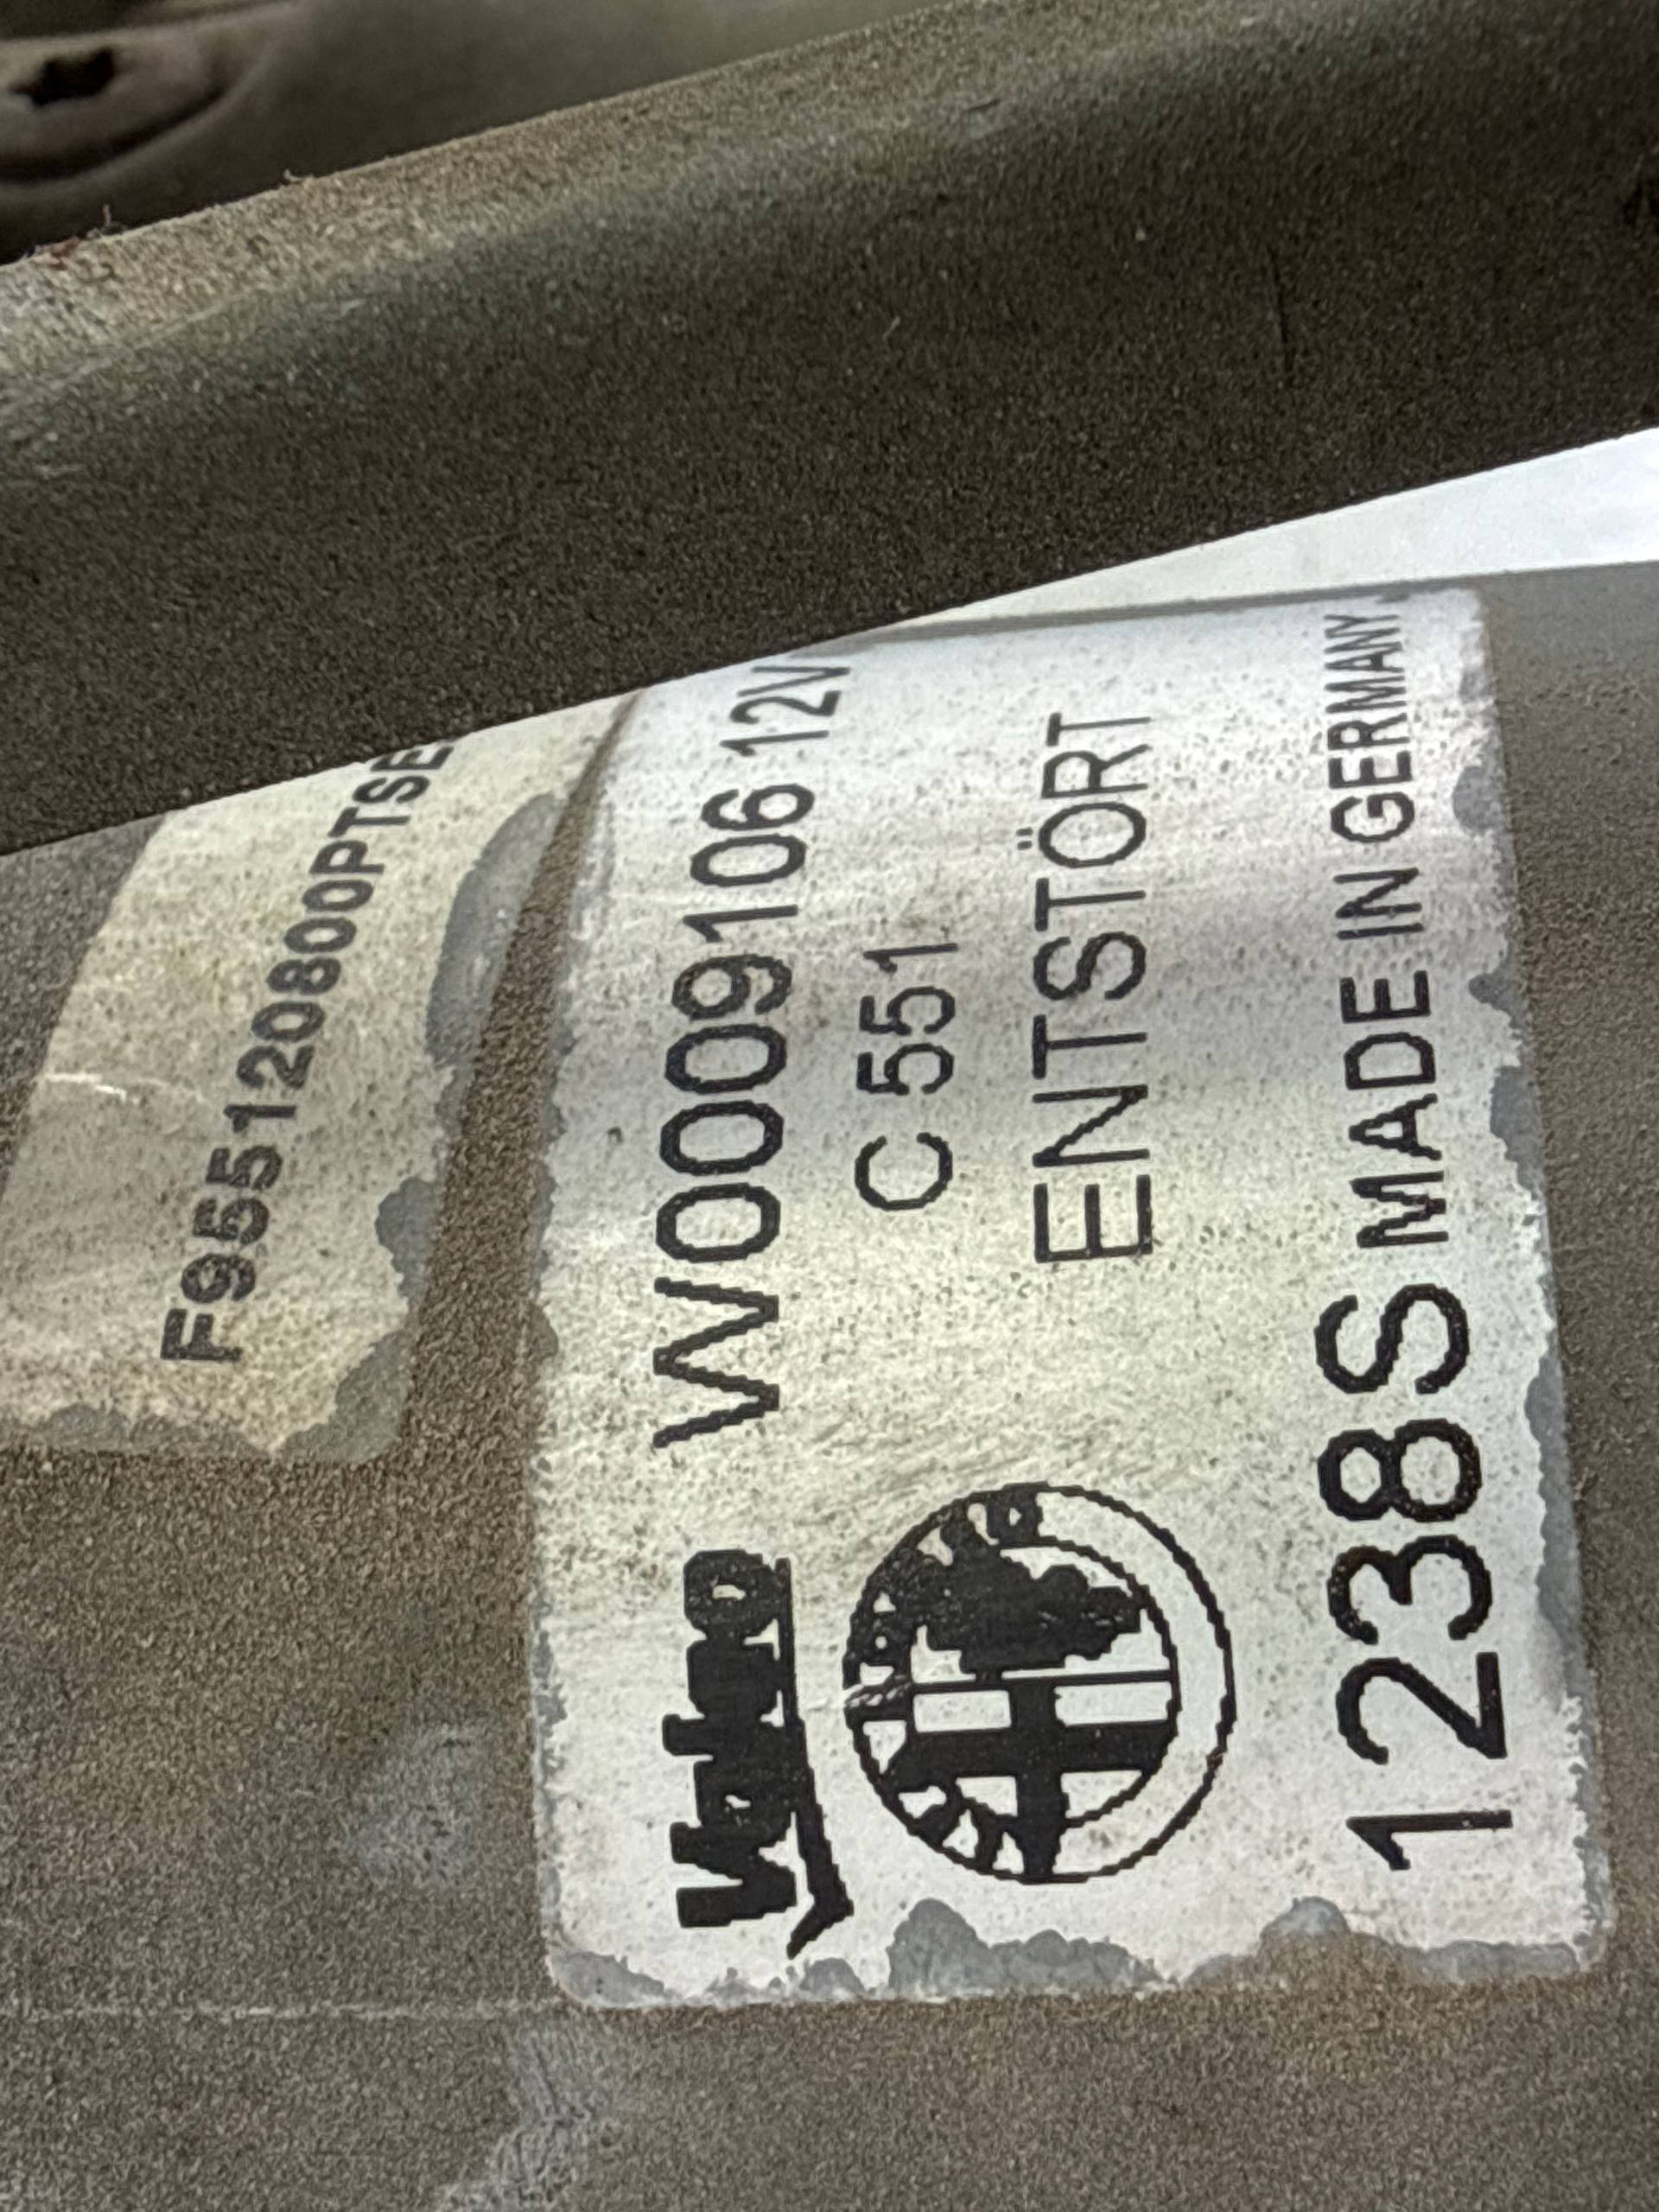 F955120800PTSE
W0009106 12V
C 551
ENTSTÖRT
1238S MADE IN GERMANY